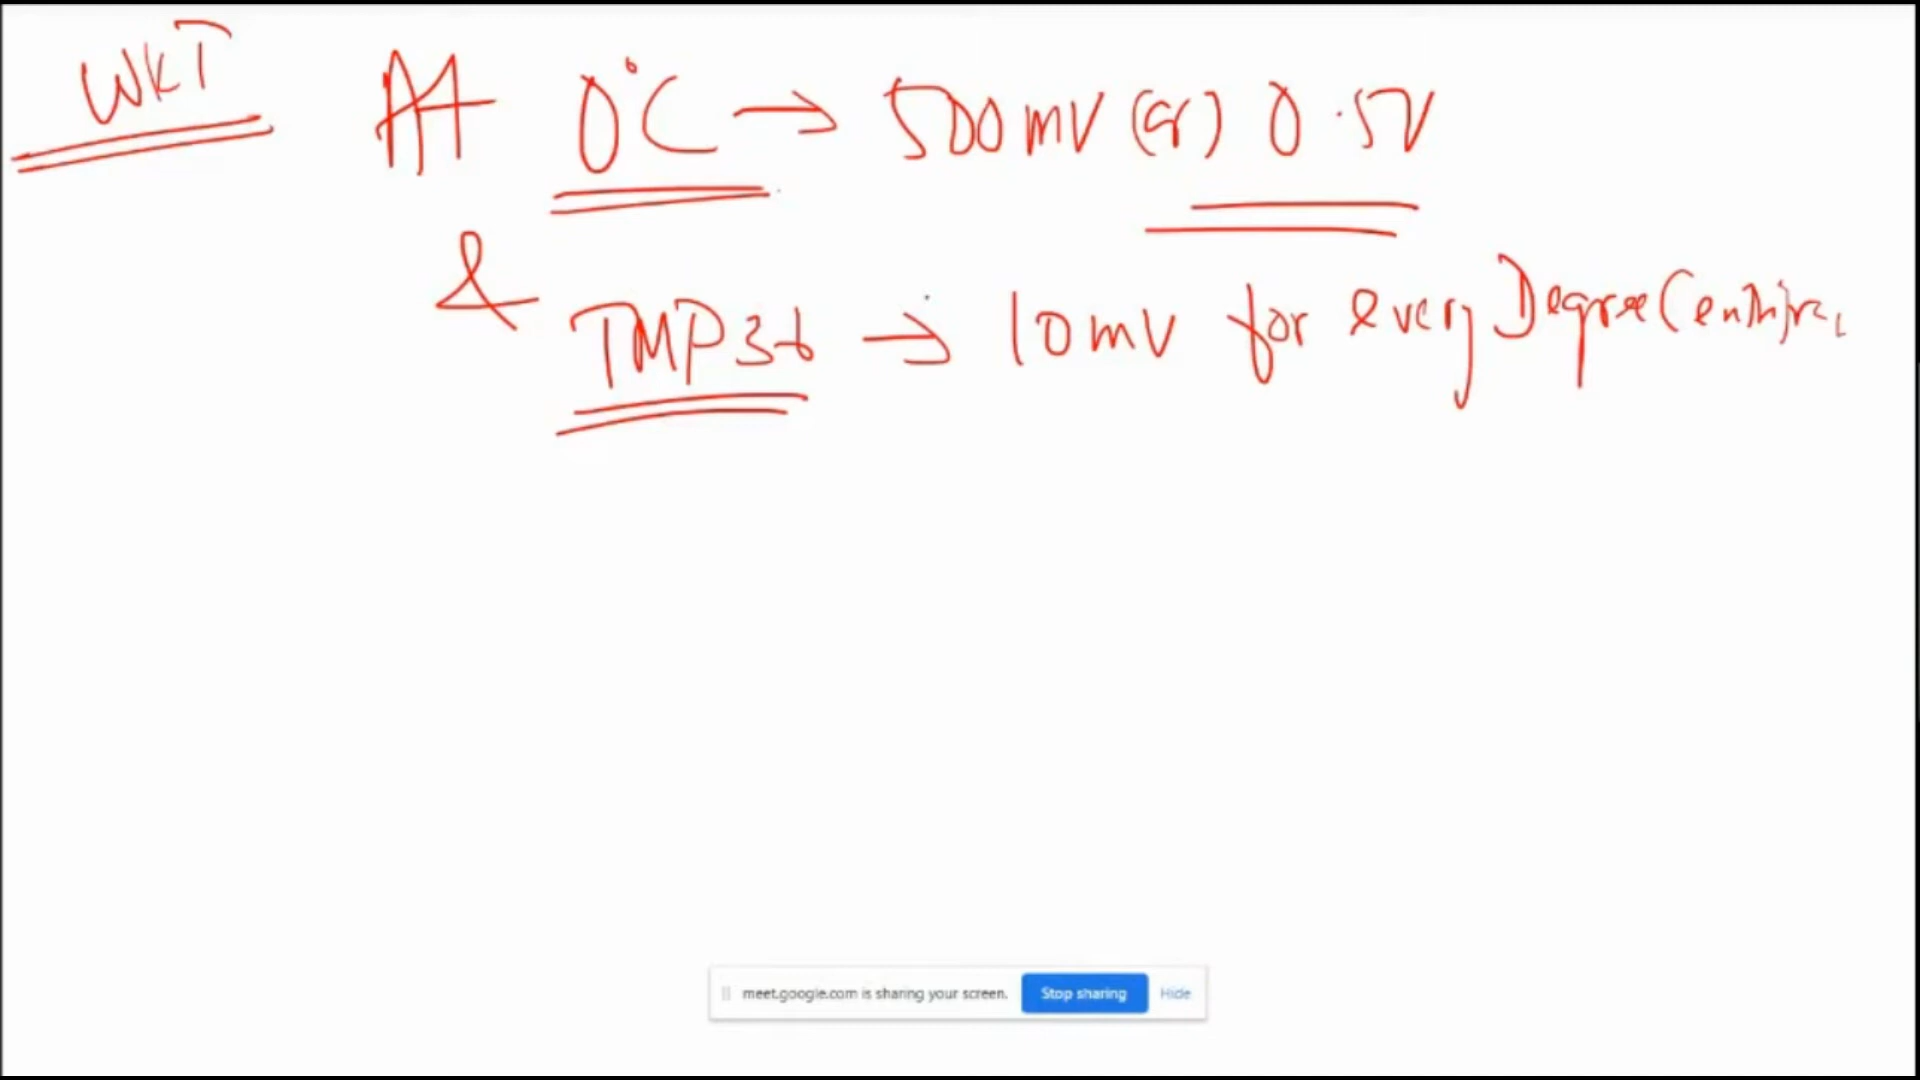 WKT At 0°C → 500mV (or) 0.5V
& TMP36 → 10mV for every Degree
meet.google.com is sharing your screen. Stop sharing Hide